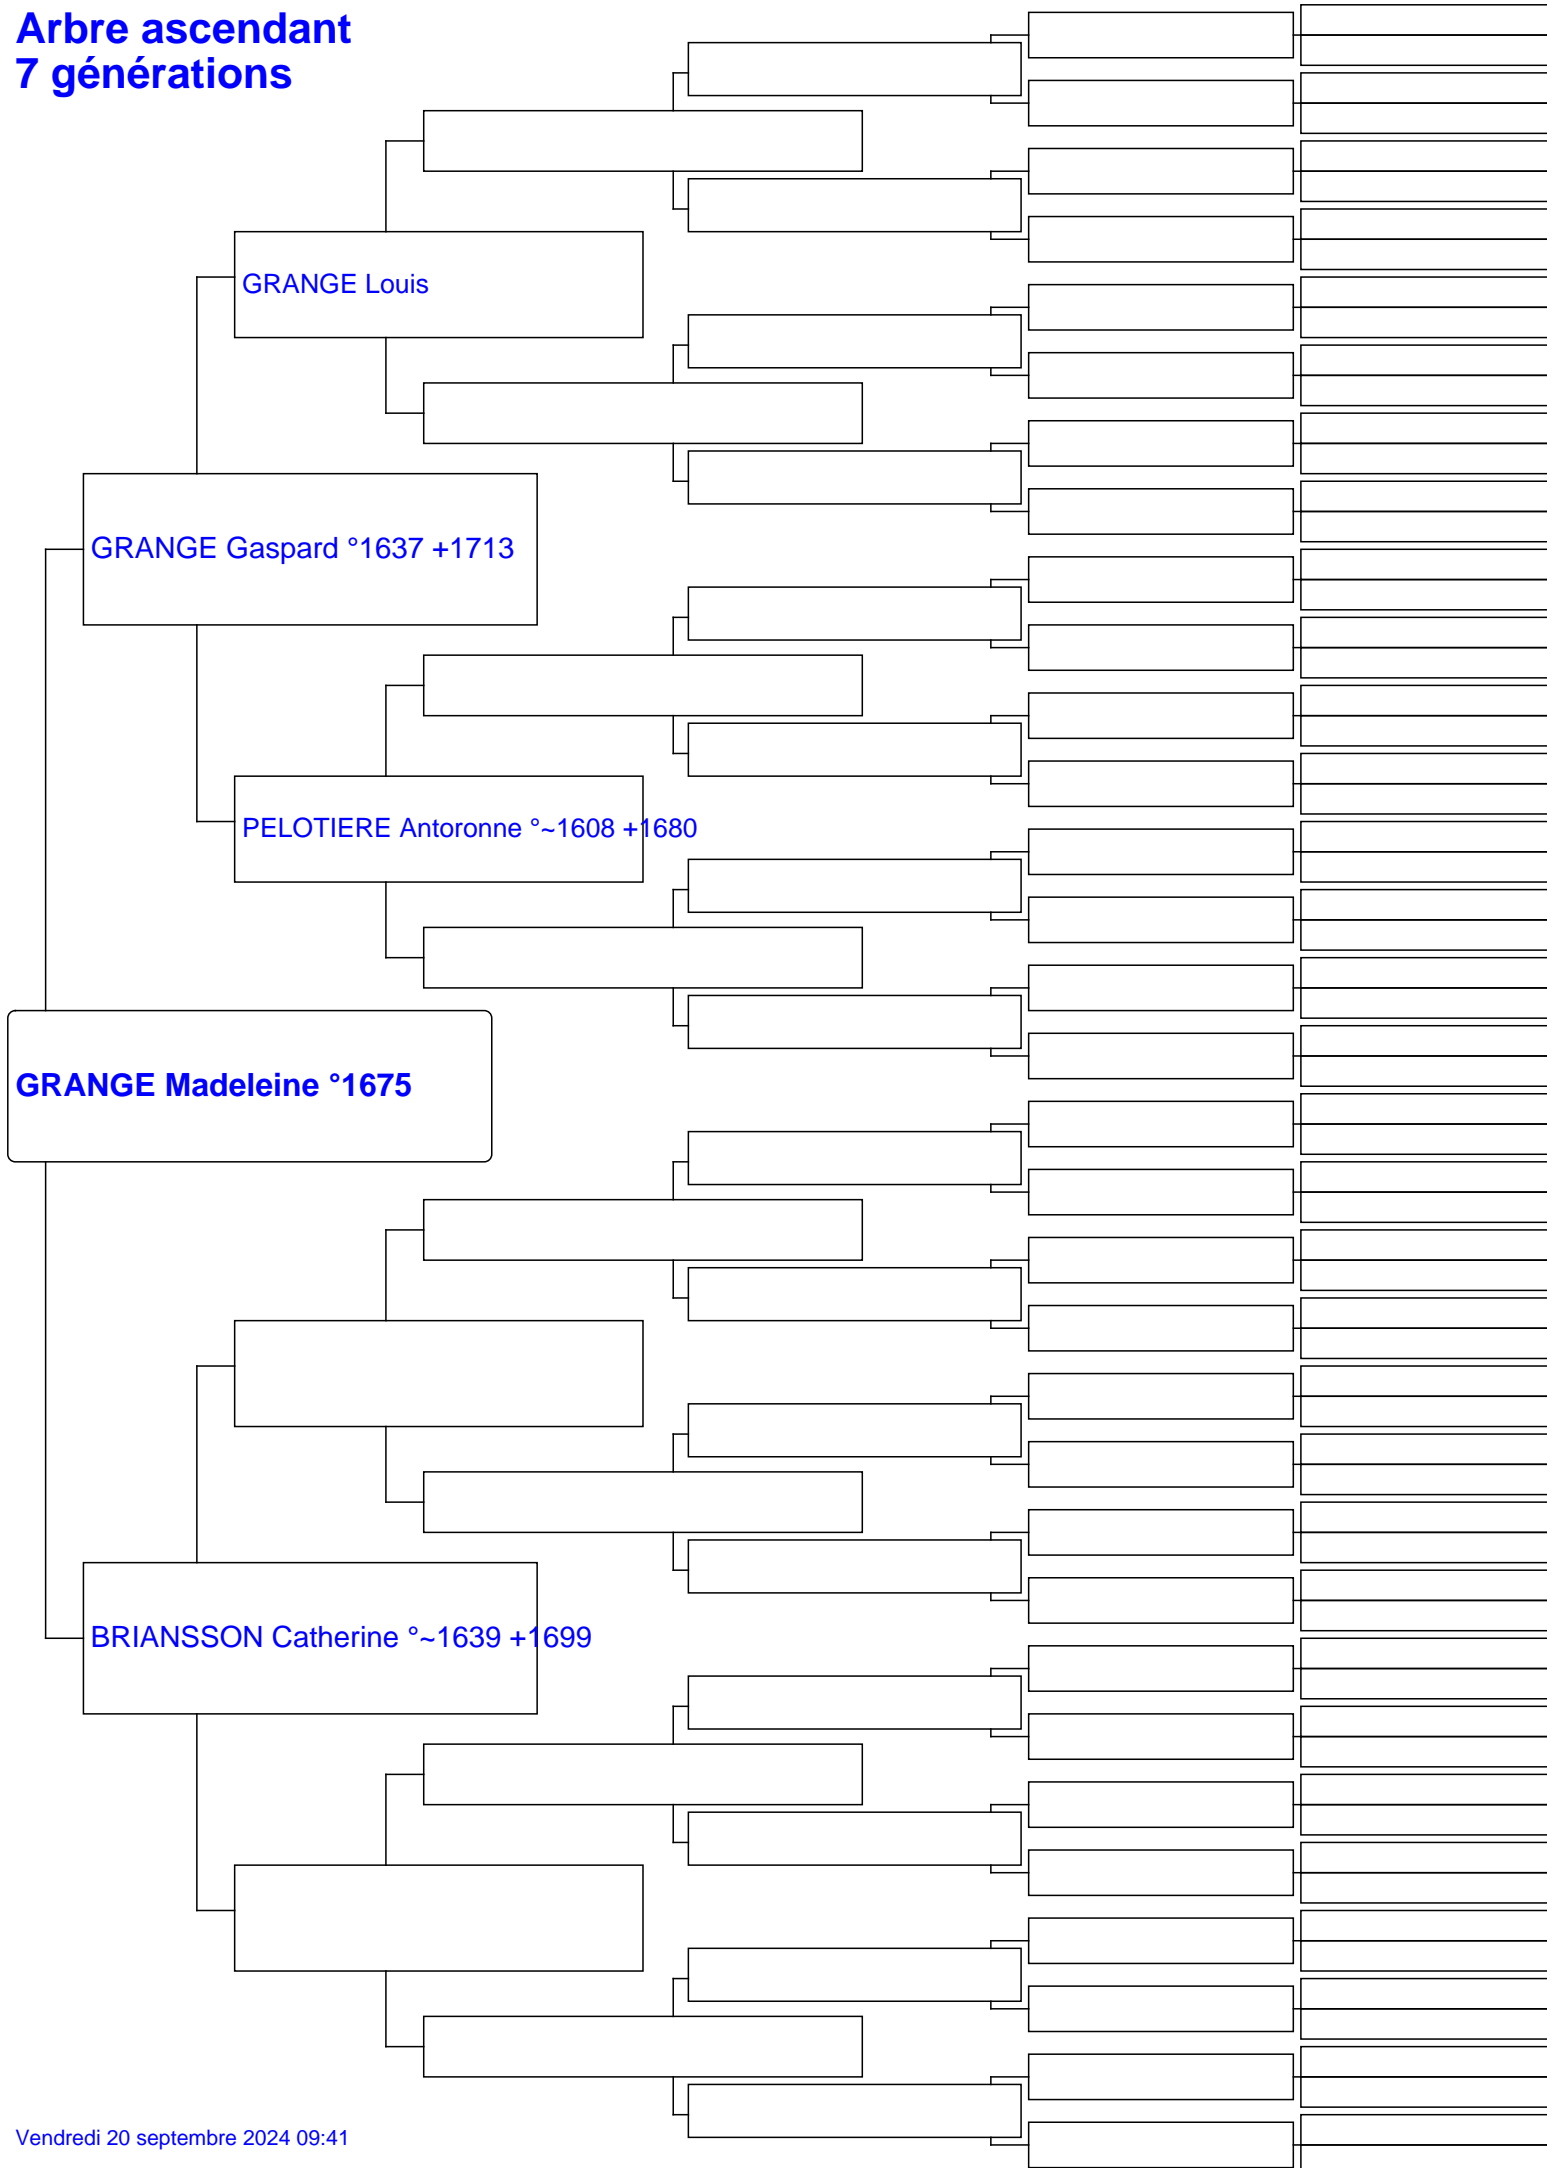 Arbre ascendant
7 générations
GRANGE Louis
GRANGE Gaspard °1637 +1713
PELOTIERE Antoronne °~1608 +1680
GRANGE Madeleine °1675
BRIANSSON Catherine °~1639 +1699
Vendredi 20 septembre 2024 09:41